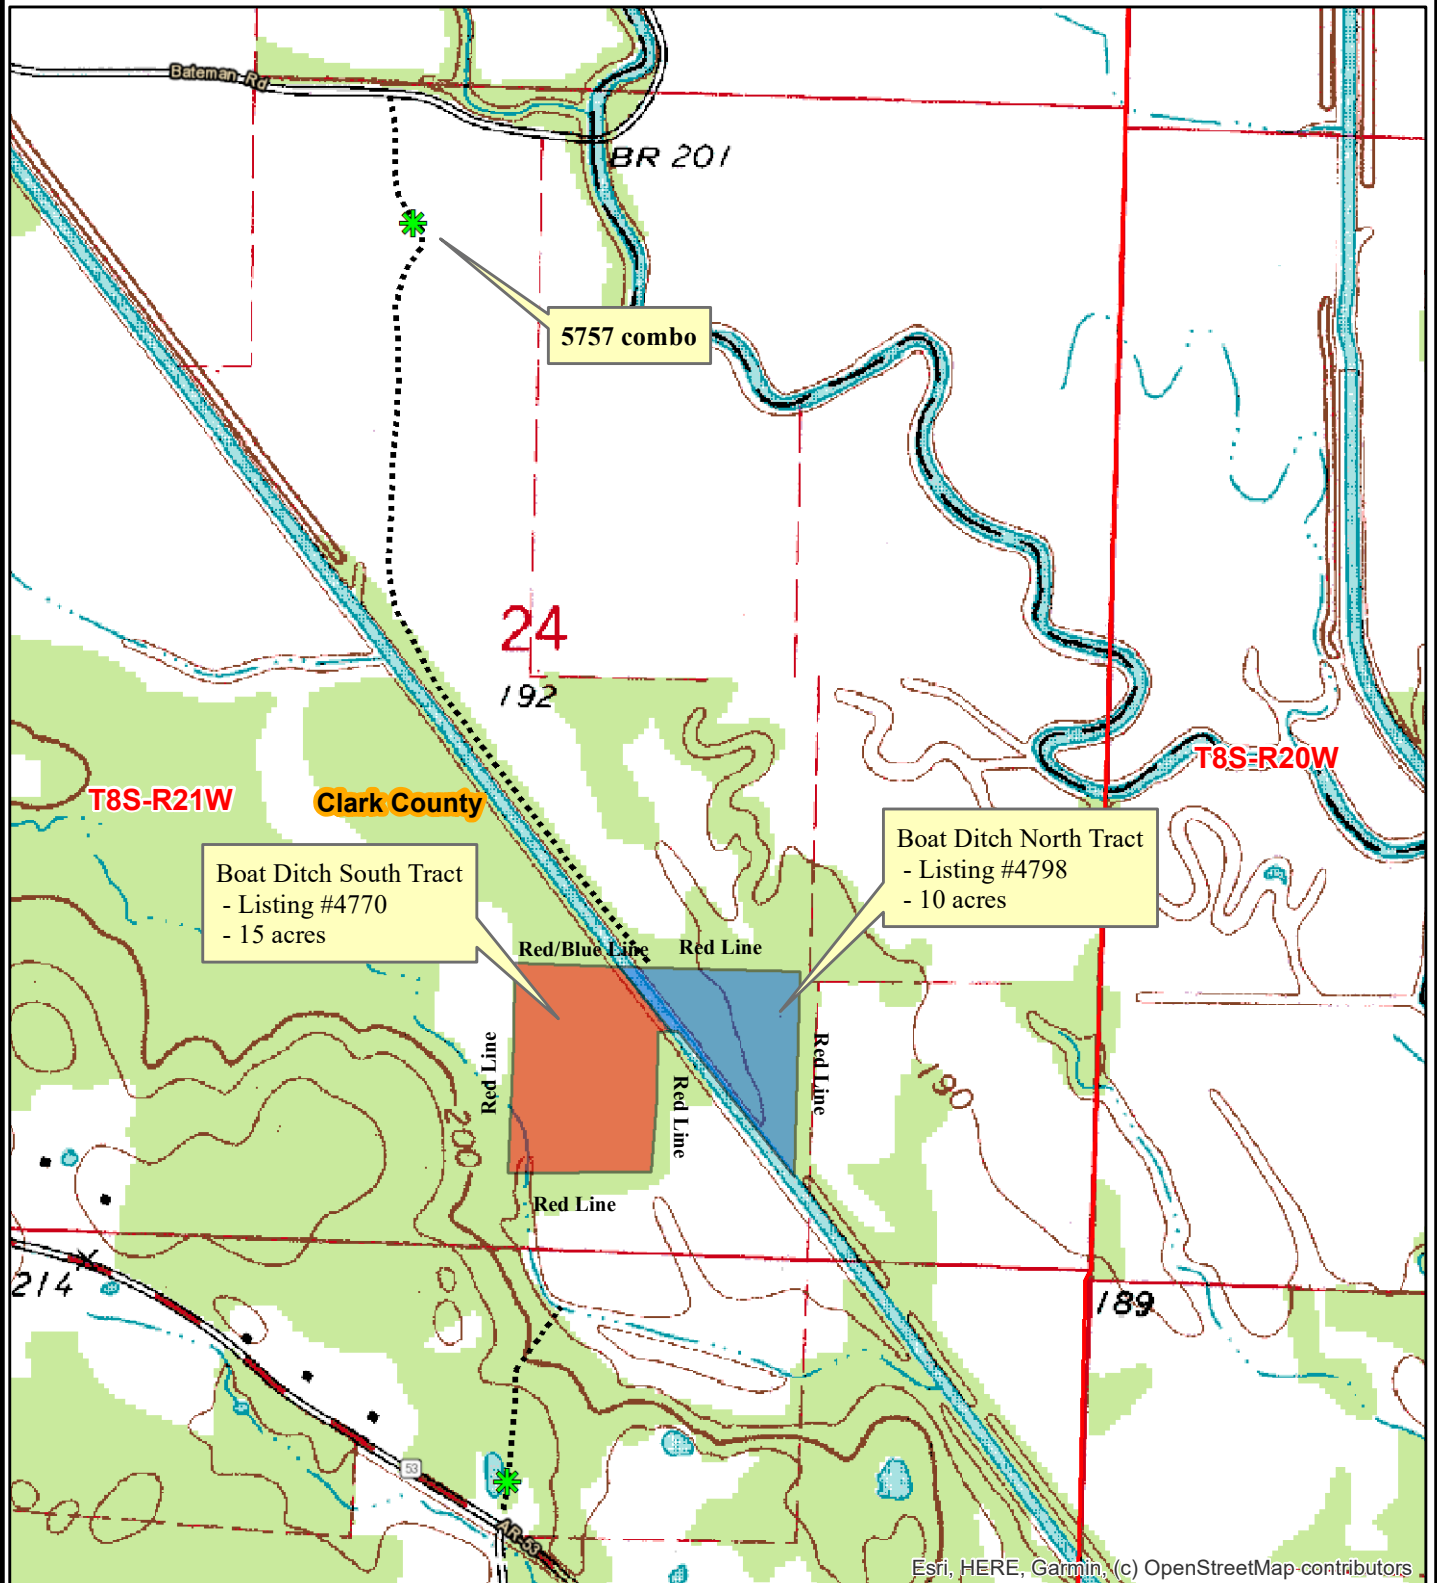 Bateman Rd
BR 201
5757 combo
24
192
T8S-R20W
T8S-R21W
Clark County
Boat Ditch North Tract
- Listing #4798
- 10 acres
Boat Ditch South Tract
- Listing #4770
- 15 acres
Red/Blue Line
Red Line
Red Line
Red Line
Red Line
190
200
Red Line
214
189
53
AR-53
Esri, HERE, Garmin, (c) OpenStreetMap contributors